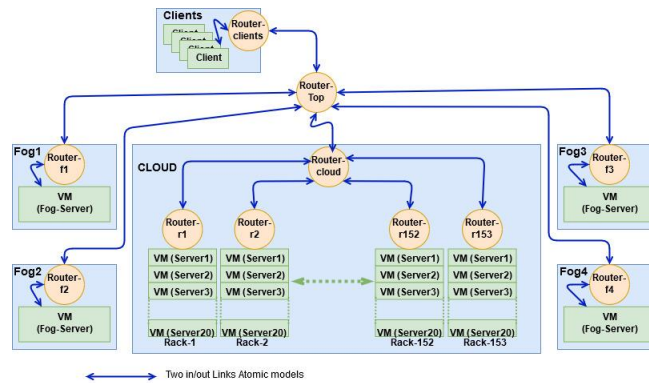 Clients
Router-
clients
Client
Client
Client
Client
Router-
Top
Fog1
Router-
f1
VM
(Fog-Server)
Fog2
Router-
f2
VM
(Fog-Server)
CLOUD
Router-
cloud
Router-
r1
Router-
r2
Router-
r152
Router-
r153
VM (Server1)
VM (Server2)
VM (Server3)
VM (Server20)
Rack-1
VM (Server1)
VM (Server2)
VM (Server3)
VM (Server20)
Rack-2
VM (Server1)
VM (Server2)
VM (Server3)
VM (Server20)
Rack-152
VM (Server1)
VM (Server2)
VM (Server3)
VM (Server20)
Rack-153
Fog3
Router-
f3
VM
(Fog-Server)
Fog4
Router-
f4
VM
(Fog-Server)
Two in/out Links Atomic models